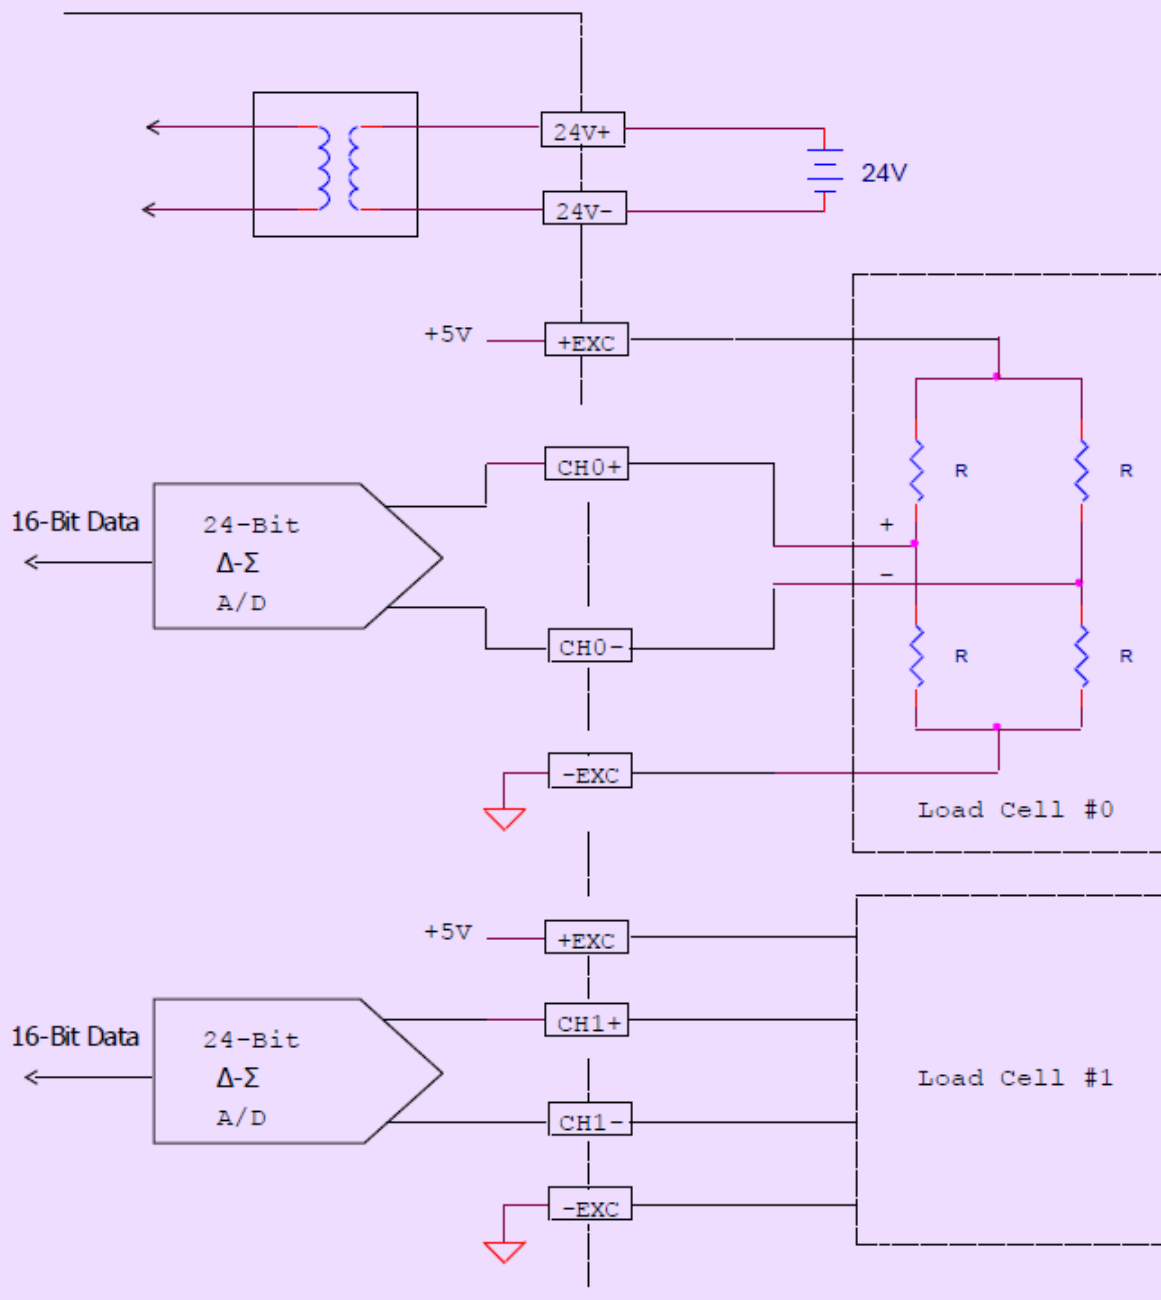 24V+
24V
24V-
+5V
+EXC
CH0+
R
R
+
16-Bit Data
24-Bit
Δ-Σ
A/D
-
CH0-
R
R
-EXC
Load Cell #0
+5V
+EXC
CH1+
16-Bit Data
24-Bit
Δ-Σ
A/D
Load Cell #1
CH1-
-EXC